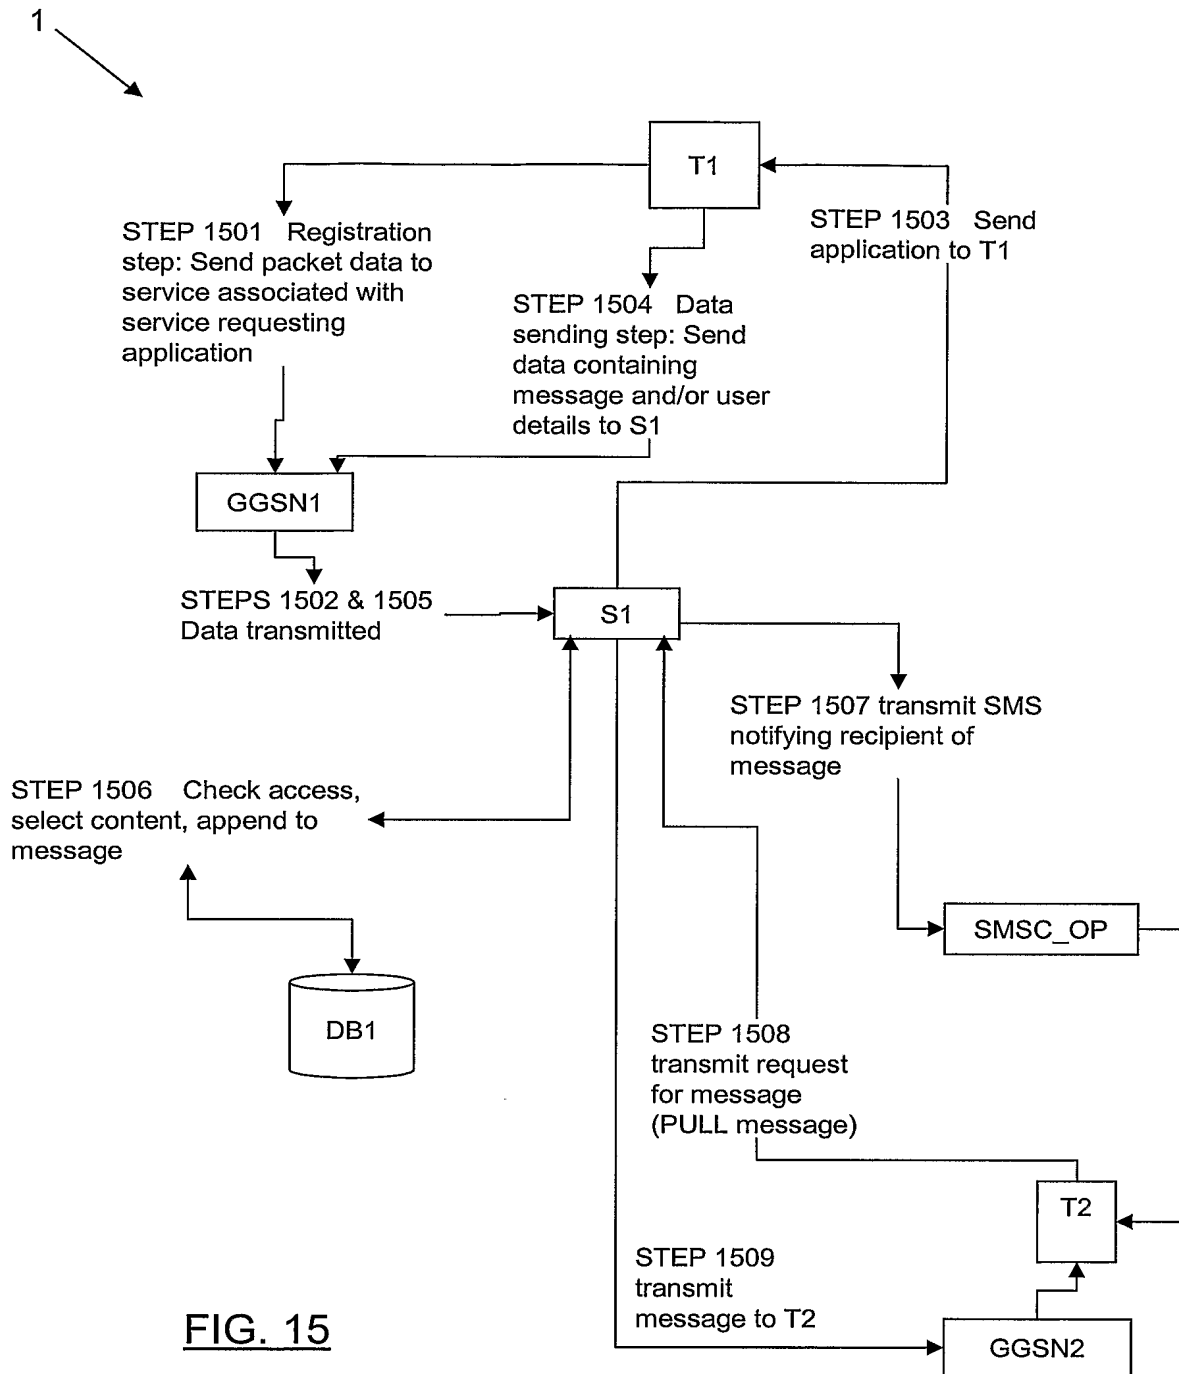 1
T1
STEP 1501 Registration
step: Send packet data to
service associated with
service requesting
application
STEP 1503 Send
application to T1
STEP 1504 Data
sending step: Send
data containing
message and/or user
details to S1
GGSN1
STEPS 1502 & 1505
Data transmitted
S1
STEP 1507 transmit SMS
notifying recipient of
message
STEP 1506 Check access,
select content, append to
message
SMSC_OP
DB1
STEP 1508
transmit request
for message
(PULL message)
T2
STEP 1509
transmit
message to T2
GGSN2
FIG. 15